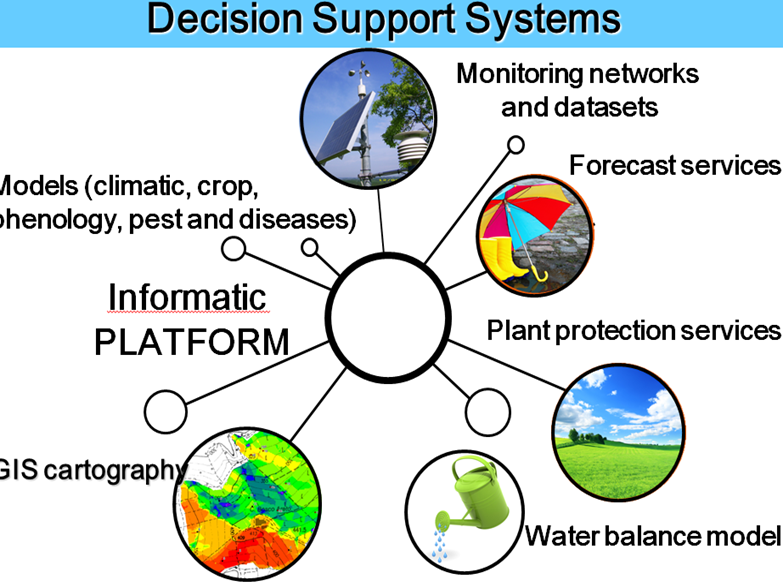 Decision Support Systems
Monitoring networks
and datasets
Forecast services
Models (climatic, crop,
phenology, pest and diseases)
Informatic
PLATFORM
Plant protection services
GIS cartography
Water balance model